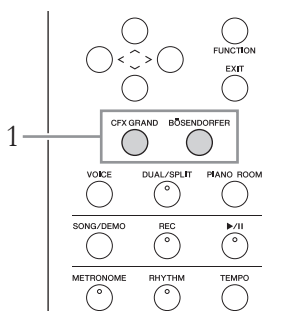 FUNCTION
EXIT
1
CFX GRAND BÖSENDORFER
VOICE DUAL/SPLIT PIANO ROOM
SONG/DEMO REC ▶/II
METRONOME RHYTHM TEMPO